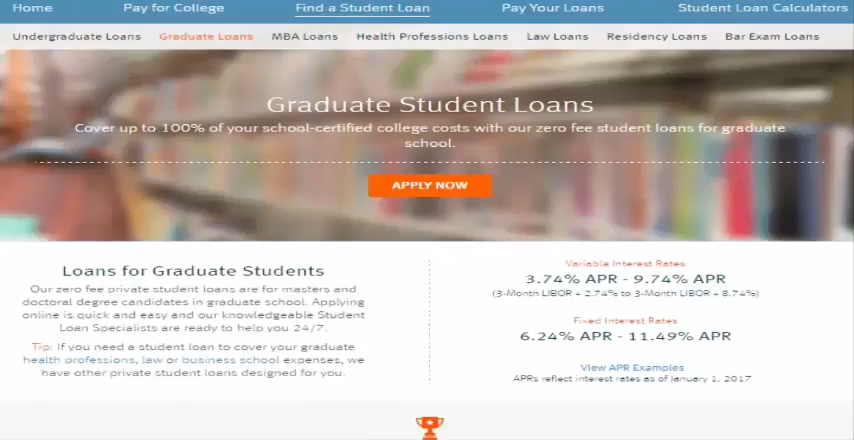 Home Pay for College Find a Student Loan Pay Your Loans Student Loan Calculators
Undergraduate Loans Graduate Loans MBA Loans Health Professions Loans Law Loans Residency Loans Bar Exam Loans
Graduate Student Loans
Cover up to 100% of your school-certified college costs with our zero fee student loans for graduate
school.
APPLY NOW
Loans for Graduate Students
Our zero fee private student loans are for masters and
doctoral degree candidates in graduate school. Applying
online is quick and easy and our knowledgeable Student
Loan Specialists are ready to help you 24/7.
Tip: If you need a student loan to cover your graduate
health professions, law or business school expenses, we
have other private student loans designed for you.
Variable Interest Rates
3.74% APR - 9.74% APR
(3-Month LIBOR + 2.74% to 3-Month LIBOR + 8.74%)
Fixed Interest Rates
6.24% APR - 11.49% APR
View APR Examples
APRs reflect interest rates as of January 1, 2017